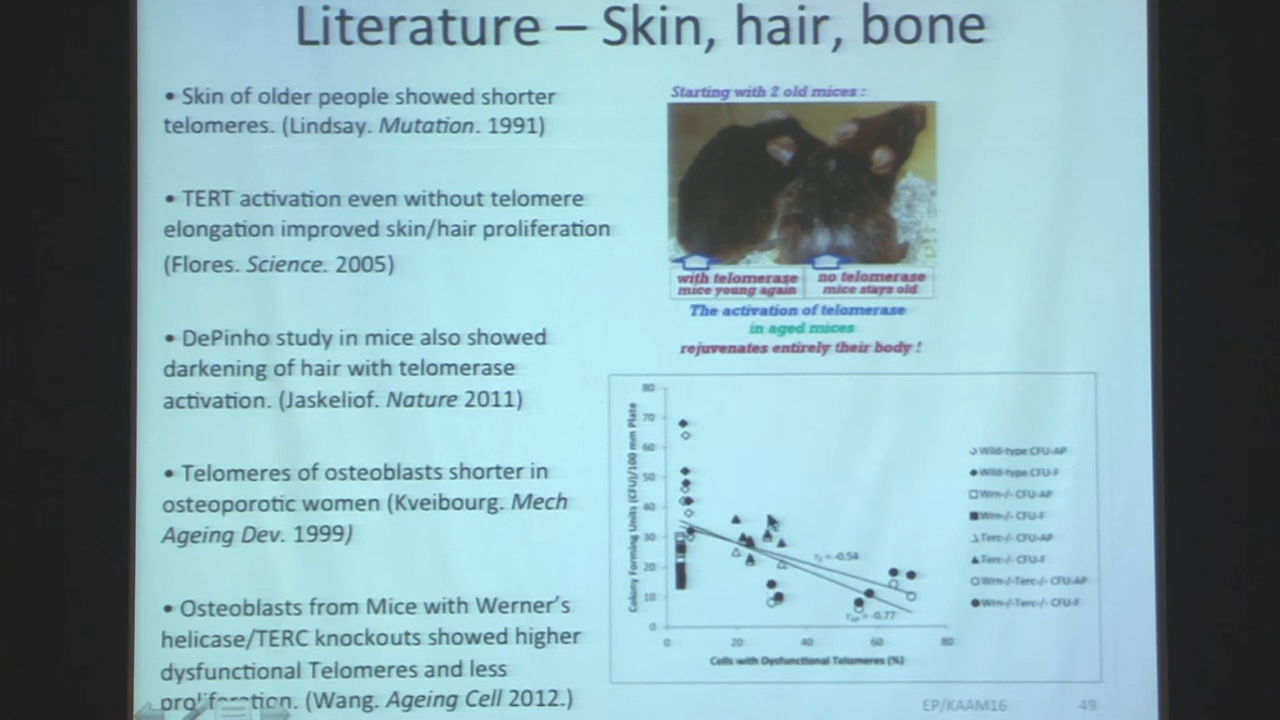 Literature – Skin, hair, bone
• Skin of older people showed shorter
telomeres. (Lindsay. Mutation. 1991)
• TERT activation even without telomere
elongation improved skin/hair proliferation
(Flores. Science. 2005)
• DePinho study in mice also showed
darkening of hair with telomerase
activation. (Jaskeliof. Nature 2011)
• Telomeres of osteoblasts shorter in
osteoporotic women (Kveibourg. Mech
Ageing Dev. 1999)
• Osteoblasts from Mice with Werner's
helicase/TERC knockouts showed higher
dysfunctional Telomeres and less
proliferation. (Wang. Ageing Cell 2012.)
Starting with 2 old mices :
with telomerase
mice young again
no telomerase
mice stays old
The activation of telomerase
in aged mices
rejuvenates entirely their body !
Colony Forming Units (CFU)/100 mm Plate
80
70
60
50
40
30
20
10
0
0 20 40 60 80
Cells with Dysfunctional Telomeres (%)
= -0.54
= -0.77
Wild-type CFU-AP
Wild-type CFU-F
Wrn-/- CFU-AP
Wrn-/- CFU-F
Terc-/- CFU-AP
Terc-/- CFU-F
Wrn-/-Terc-/- CFU-AP
Wrn-/-Terc-/- CFU-F
EP/KAAM16 49